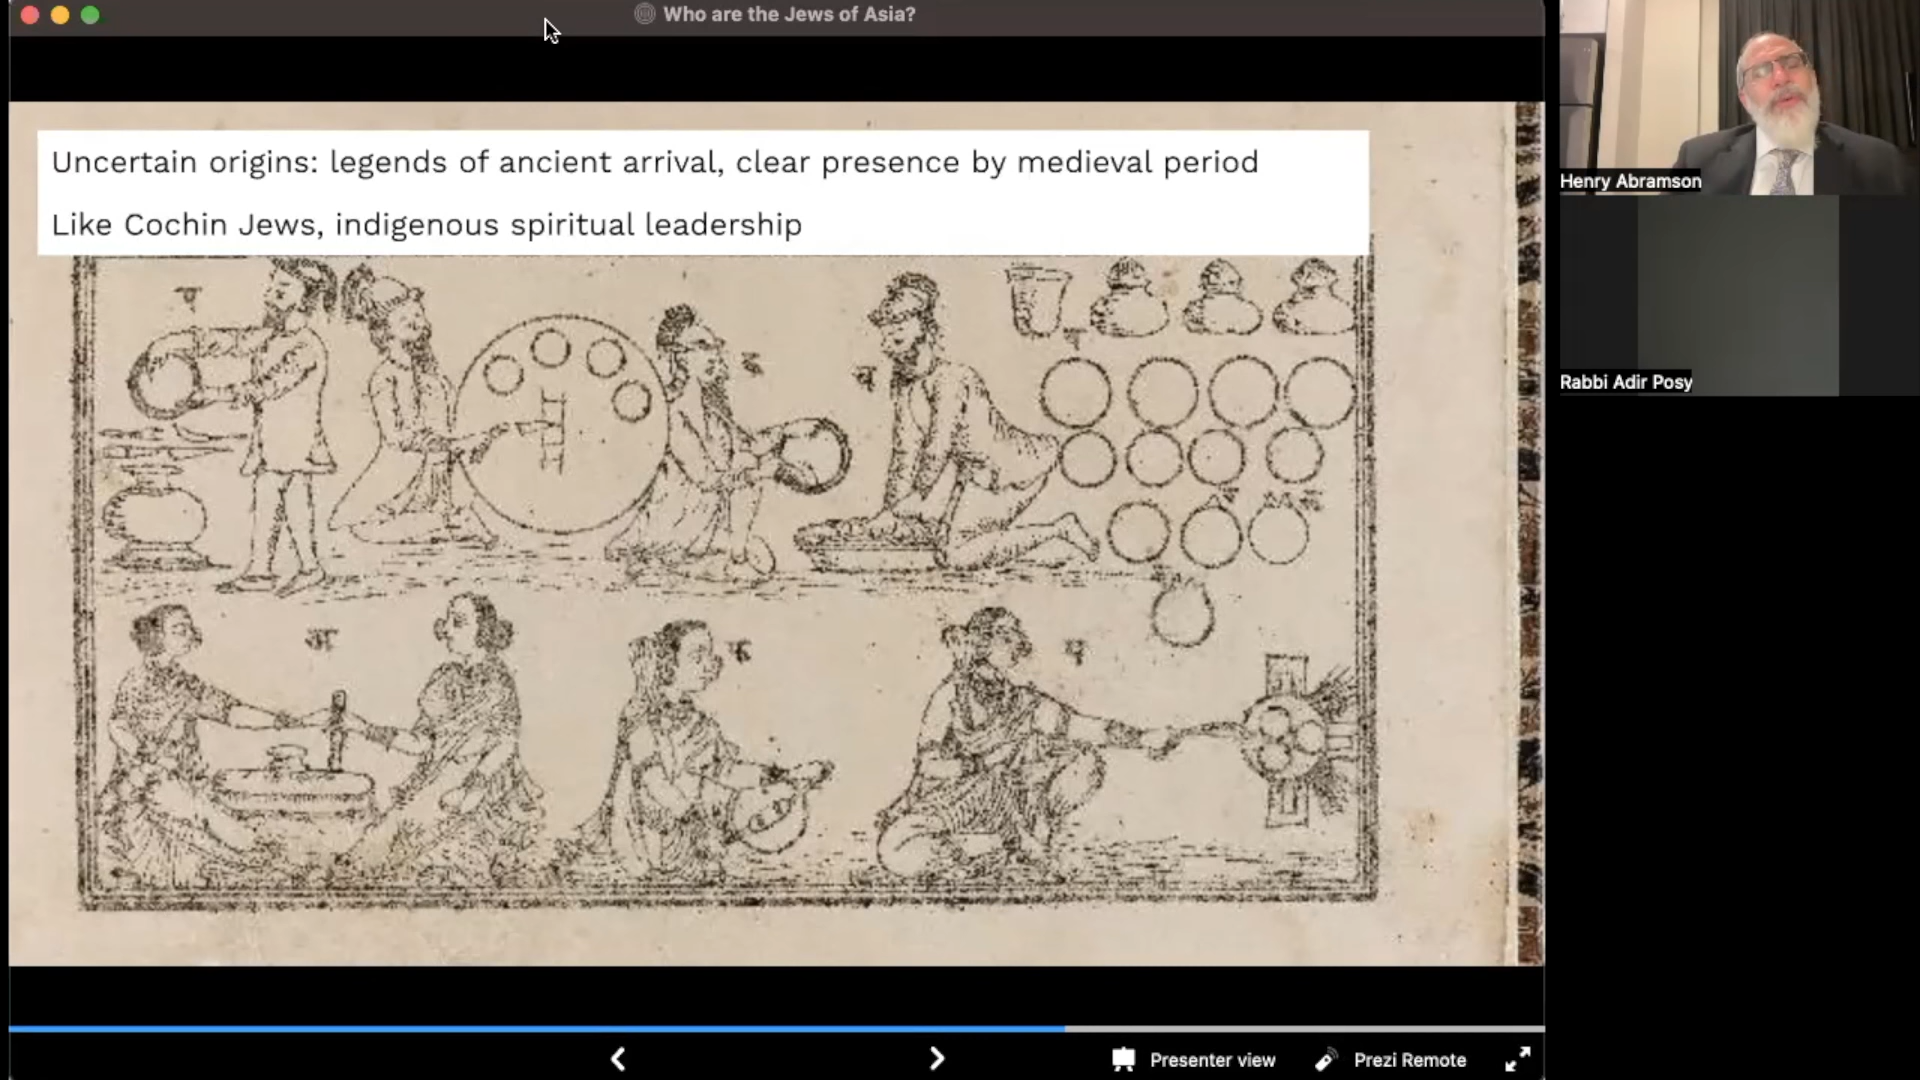 Who are the Jews of Asia?
Uncertain origins: legends of ancient arrival, clear presence by medieval period
Like Cochin Jews, indigenous spiritual leadership
Henry Abramson
Rabbi Adir Posy
Presenter view
Prezi Remote